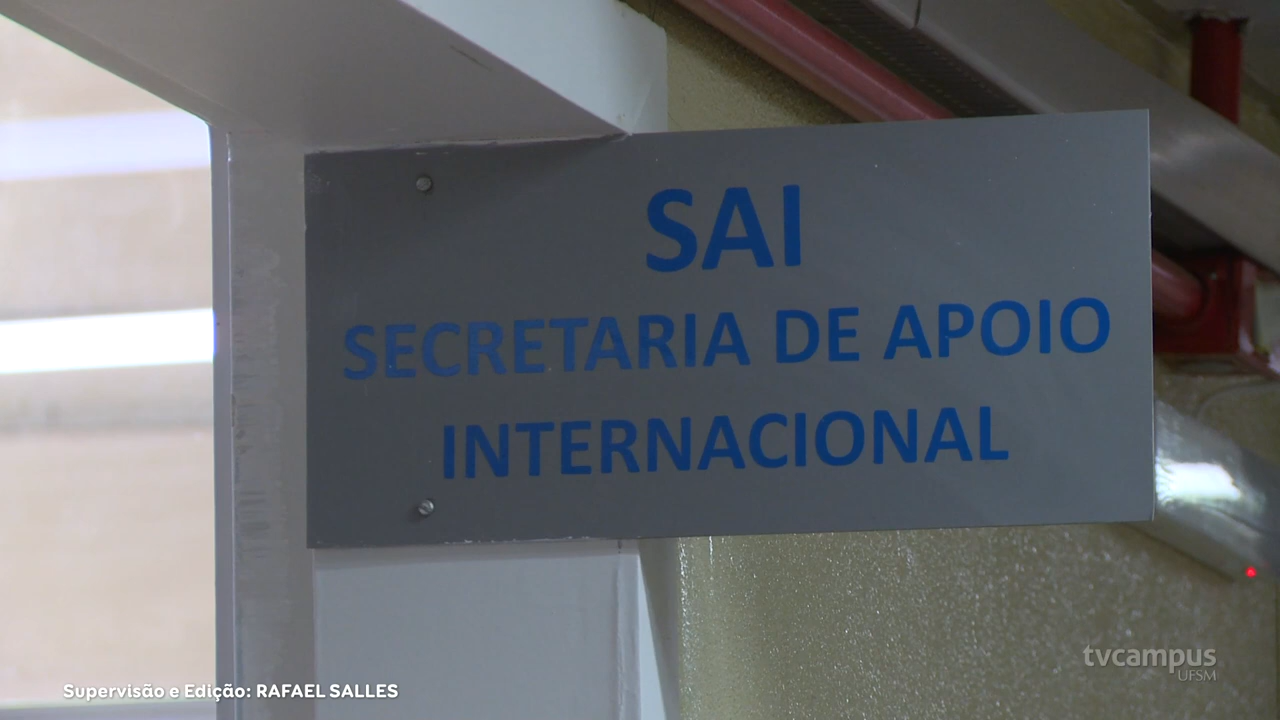 SAI
SECRETARIA DE APOIO
INTERNACIONAL
tvcampus
UFSM
Supervisão e Edição: RAFAEL SALLES